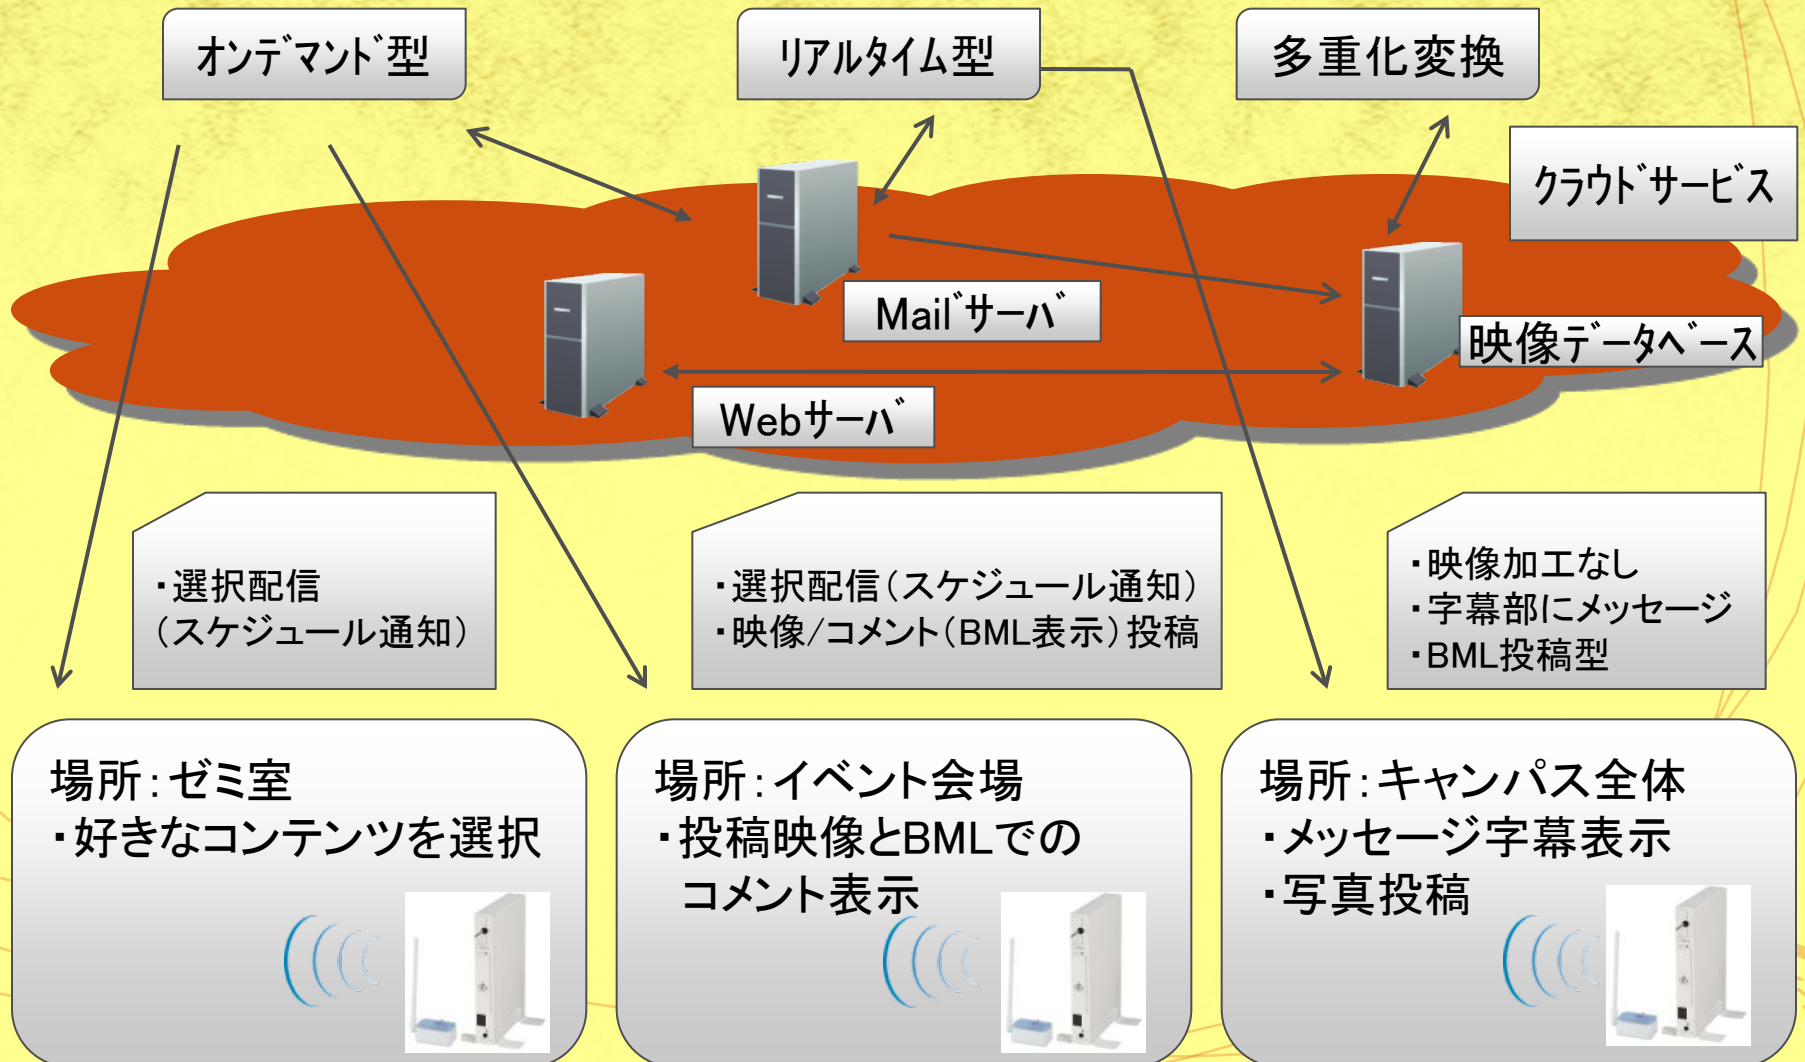 オンデマンド型
リアルタイム型
多重化変換
クラウドサービス
Mailサーバ
映像データベース
Webサーバ
・選択配信
(スケジュール通知)
・選択配信(スケジュール通知)
・映像/コメント(BML表示)投稿
・映像加工なし
・字幕部にメッセージ
・BML投稿型
場所:ゼミ室
・好きなコンテンツを選択
場所:イベント会場
・投稿映像とBMLでの
コメント表示
場所:キャンパス全体
・メッセージ字幕表示
・写真投稿